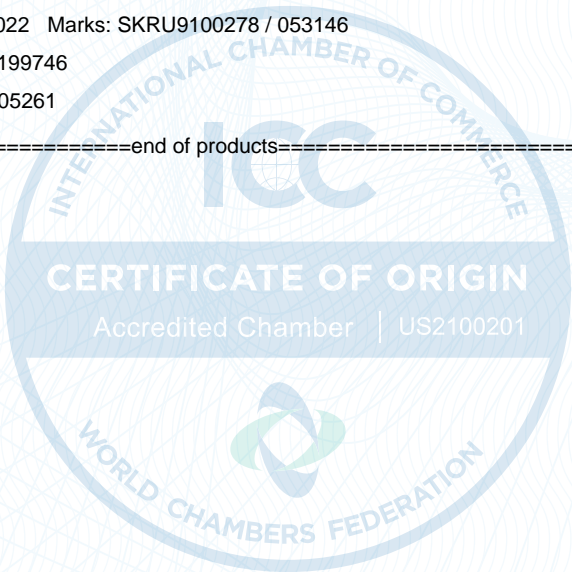 022 Marks: SKRU9100278 / 053146
199746
05261
===========end of products=========================
INTERNATIONAL CHAMBER OF COMMERCE
ICC
CERTIFICATE OF ORIGIN
Accredited Chamber | US2100201
WORLD CHAMBERS FEDERATION